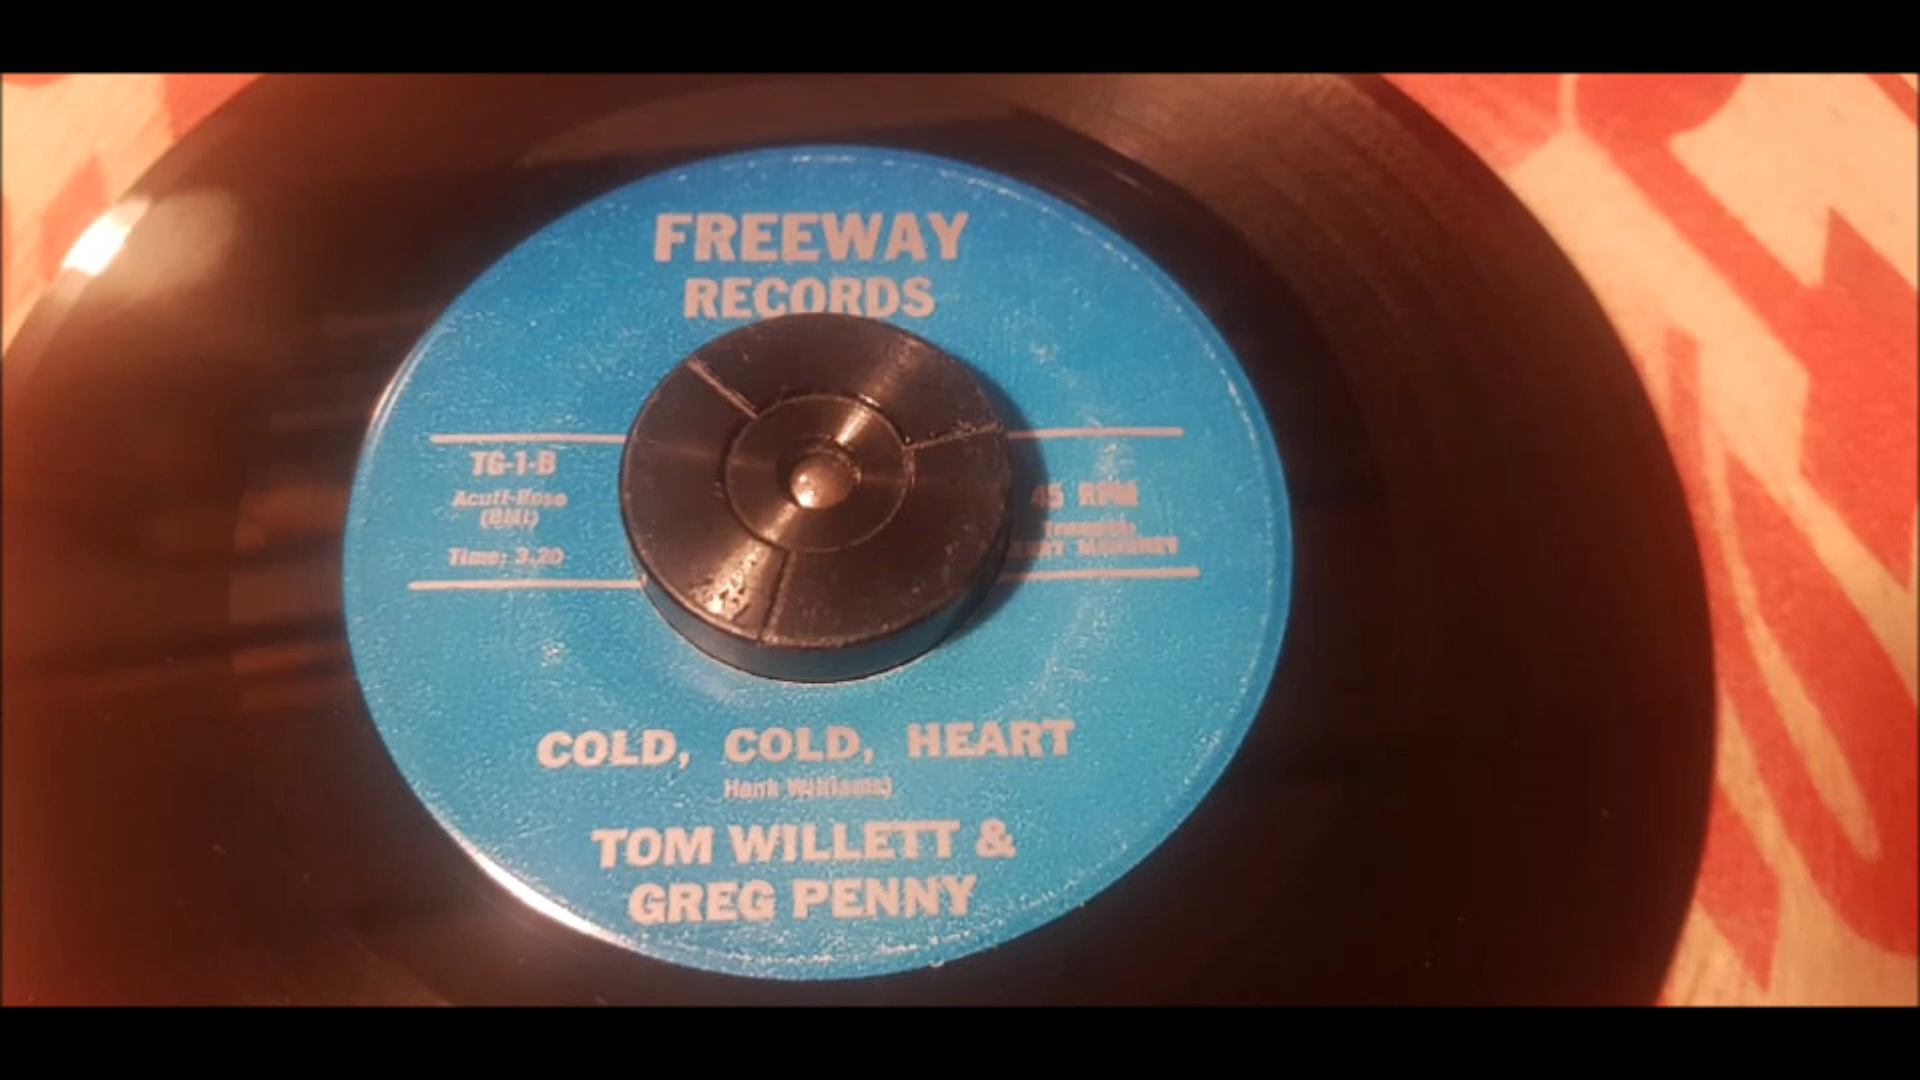 FREEWAY
RECORDS
TG-1-B
Acuff-Rose
(BMI)
Time: 3.20
45 RPM
COLD, COLD, HEART
Hank Williams)
TOM WILLETT &
GREG PENNY